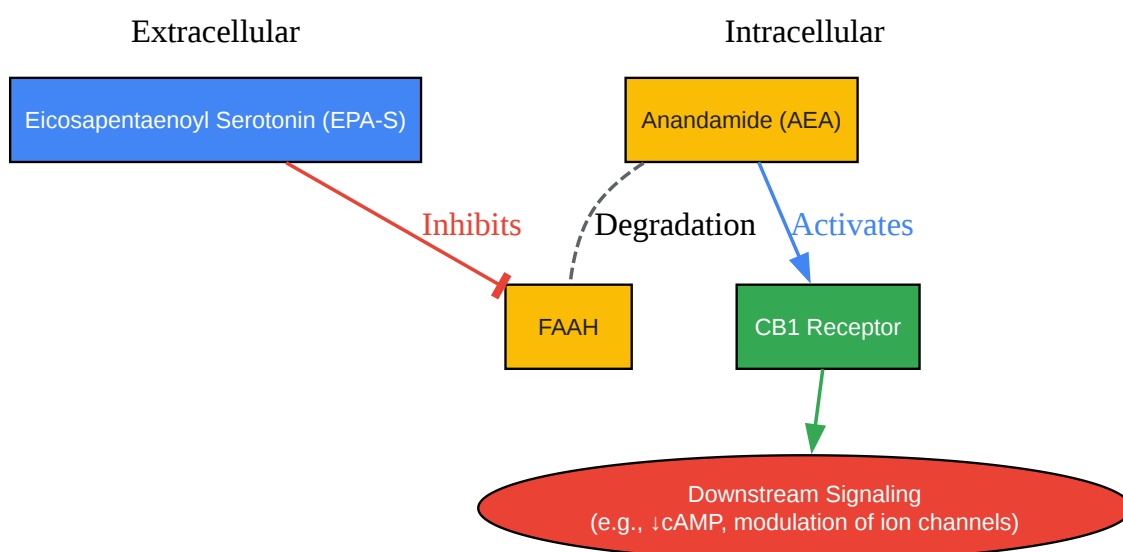 Extracellular
Intracellular
Eicosapentaenoyl Serotonin (EPA-S)
Anandamide (AEA)
Inhibits
Degradation
Activates
FAAH
CB1 Receptor
Downstream Signaling
(e.g., ↓cAMP, modulation of ion channels)